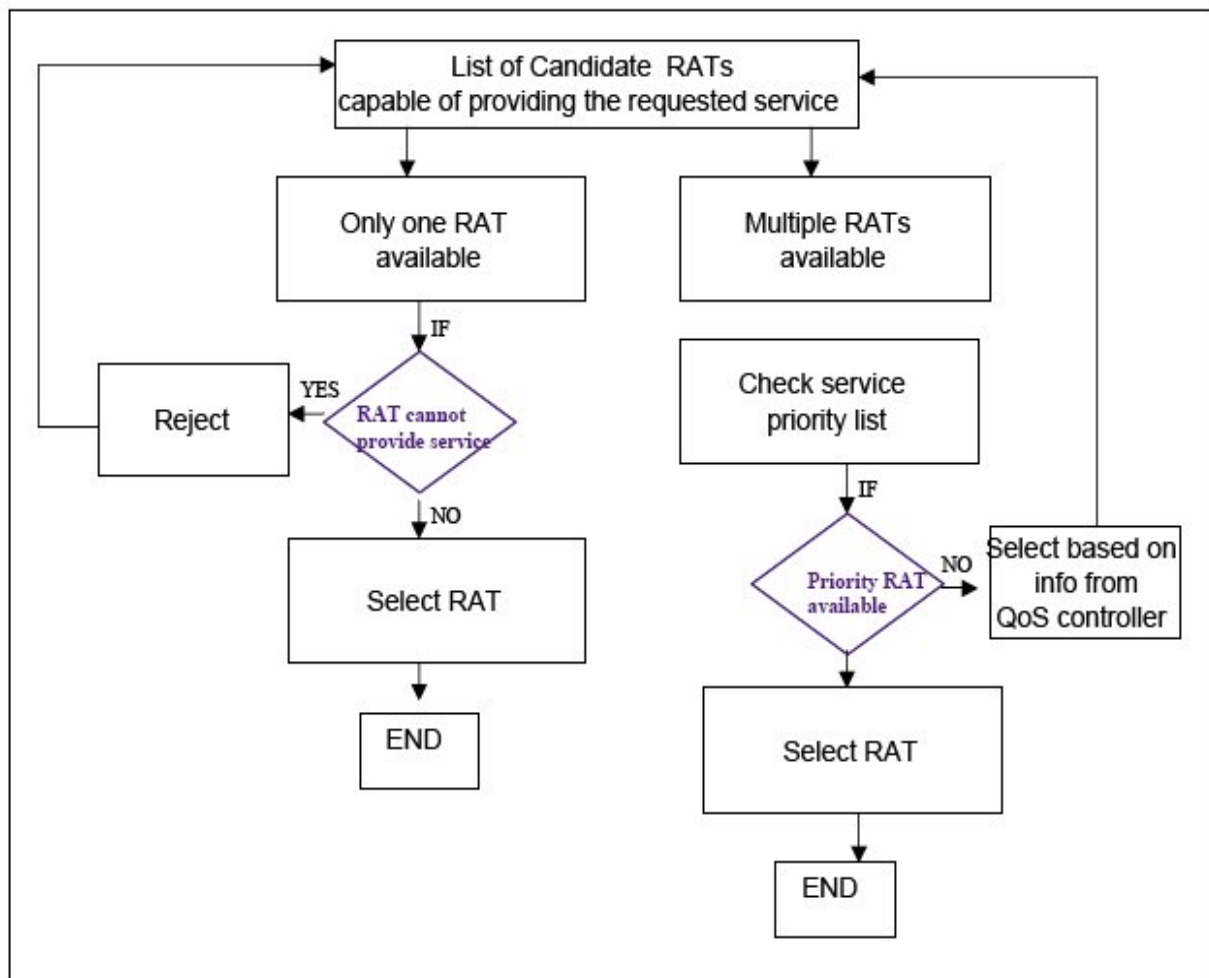 List of Candidate RATs
capable of providing the requested service
Only one RAT
available
Multiple RATs
available
IF
Check service
priority list
YES
Reject
RAT cannot
provide service
IF
NO
Priority RAT
available
NO
Select based on
info from
QoS controller
Select RAT
Select RAT
END
END